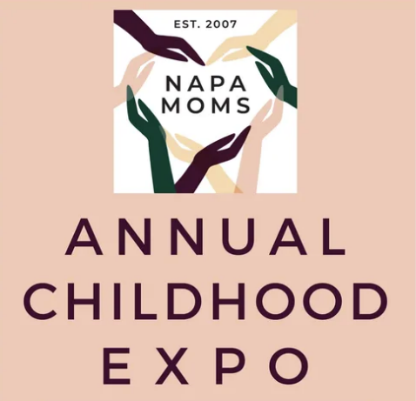 EST. 2007
NAPA
MOMS
ANNUAL
CHILDHOOD
EXPO